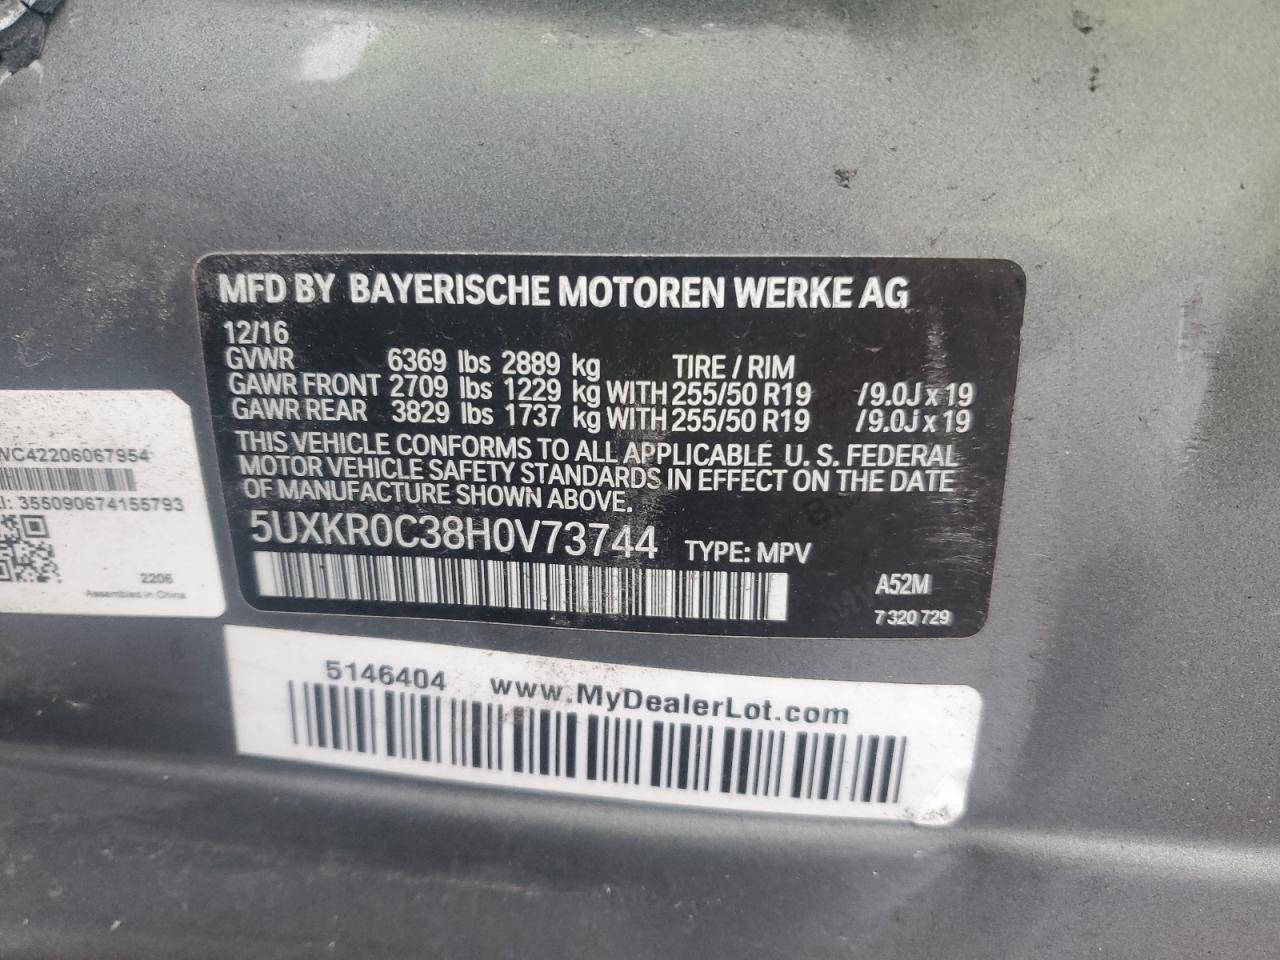 MFD BY BAYERISCHE MOTOREN WERKE AG
12/16
GVWR 6369 lbs 2889 kg TIRE / RIM
GAWR FRONT 2709 lbs 1229 kg WITH 255/50 R19 /9.0J x 19
GAWR REAR 3829 lbs 1737 kg WITH 255/50 R19 /9.0J x 19
THIS VEHICLE CONFORMS TO ALL APPLICABLE U. S. FEDERAL
MOTOR VEHICLE SAFETY STANDARDS IN EFFECT ON THE DATE
OF MANUFACTURE SHOWN ABOVE.
5UXKR0C38H0V73744 TYPE: MPV
A52M
7 320 729
VC42206067954
I: 355090674155793
2206
Assembled in China
5146404 www.MyDealerLot.com